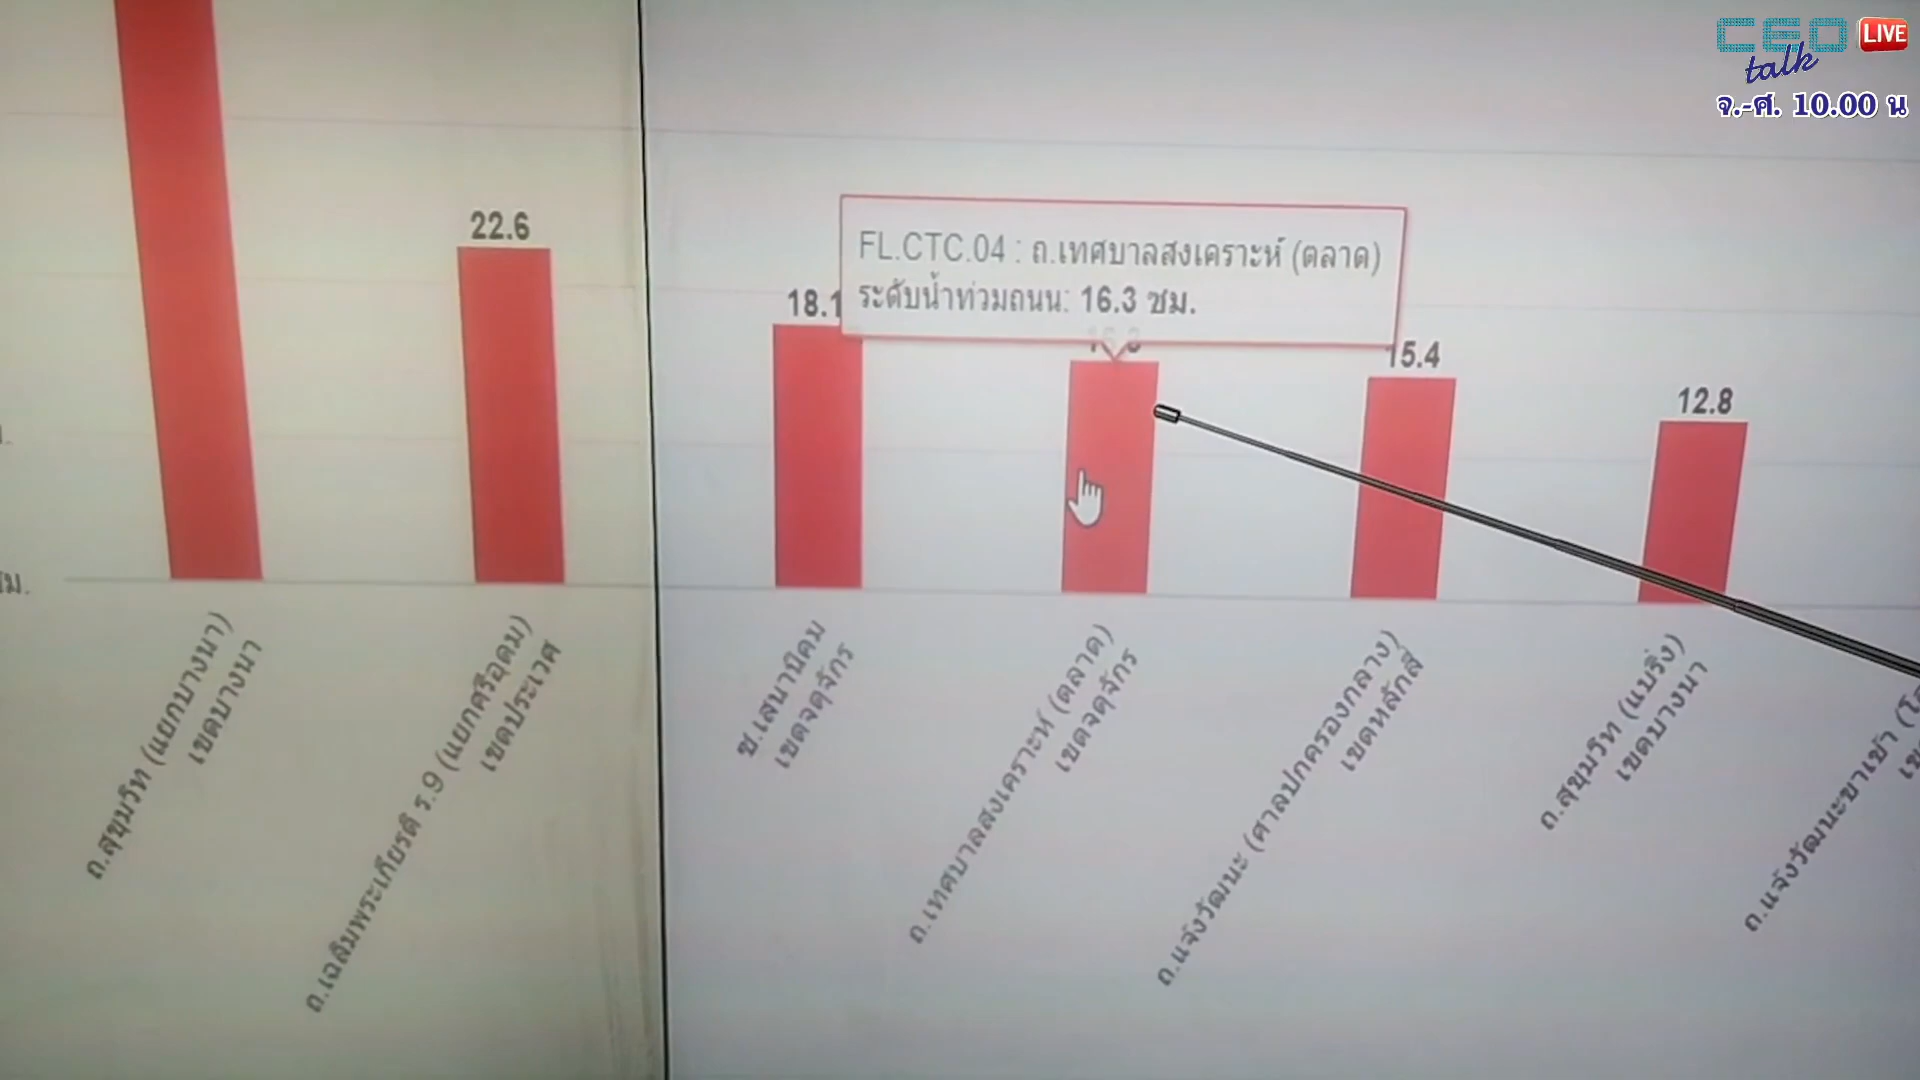 CEO LIVE
talk
จ.-ศ. 10.00 น
22.6
18.1
FL.CTC.04 : ถ.เทศบาลสงเคราะห์ (ตลาด)
ระดับน้ำท่วมถนน: 16.3 ซม.
15.4
12.8
ซม.
ถ.สุขุมวิท (แยกบางนา)
เขตบางนา
ถ.เฉลิมพระเกียรติ ร.9 (แยกศรีอุดม)
เขตประเวศ
ซ.เสนานิคม
เขตจตุจักร
ถ.เทศบาลสงเคราะห์ (ตลาด)
เขตจตุจักร
ถ.แจ้งวัฒนะ (ศาลปกครองกลาง)
เขตหลักสี่
ถ.สุขุมวิท (แบริ่ง)
เขตบางนา
ถ.แจ้งวัฒนะขาเข้า